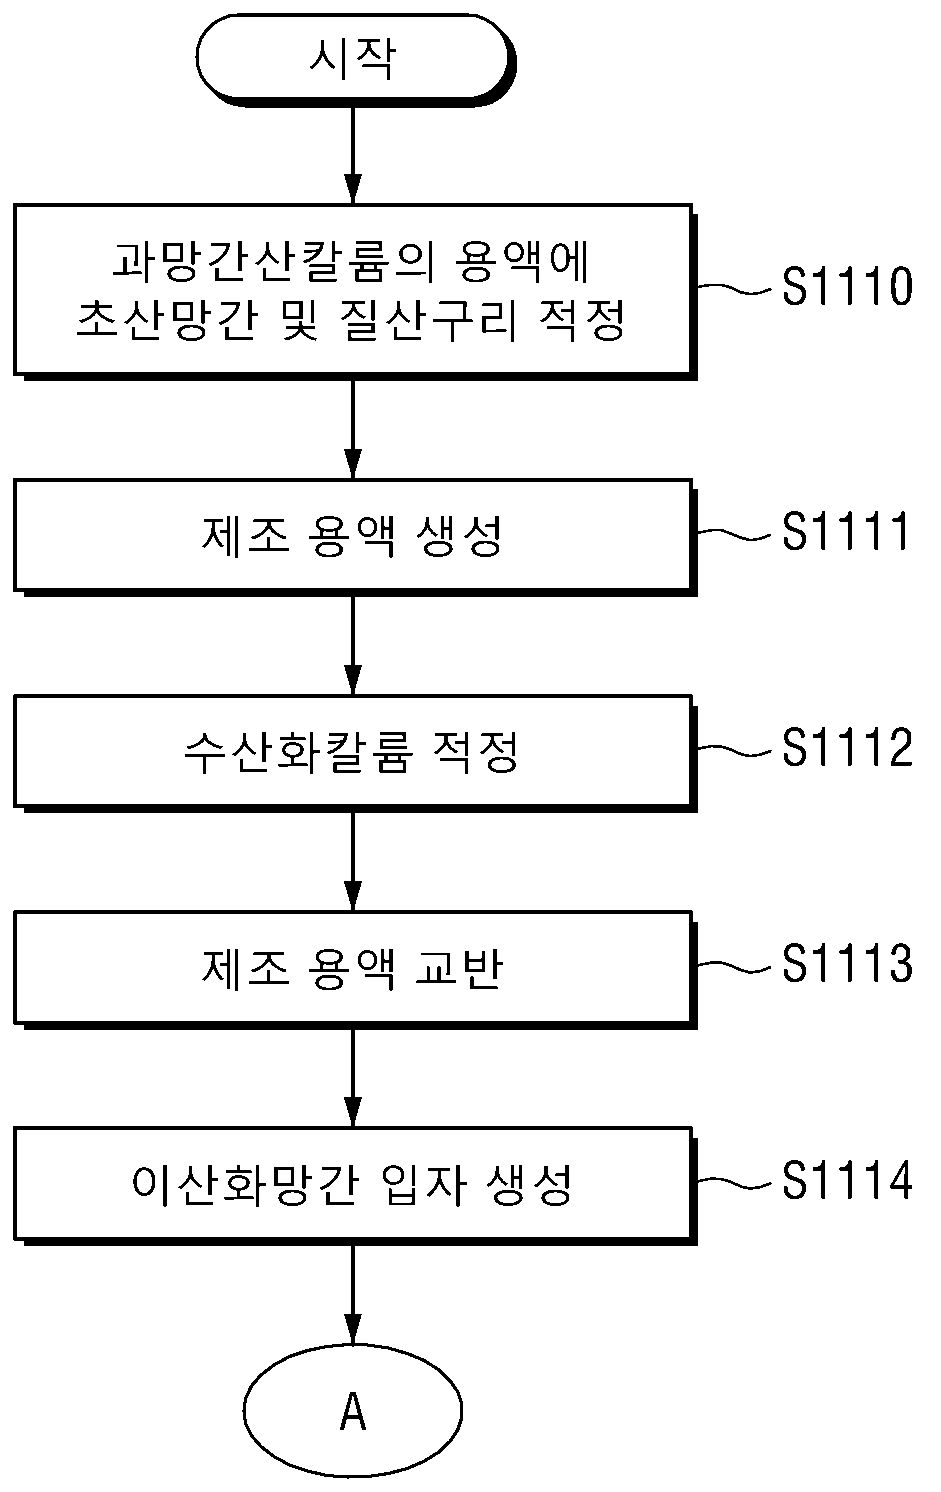 시작
과망간산칼륨의 용액에
초산망간 및 질산구리 적정
S1110
제조 용액 생성
S1111
수산화칼륨 적정
S1112
제조 용액 교반
S1113
이산화망간 입자 생성
S1114
A